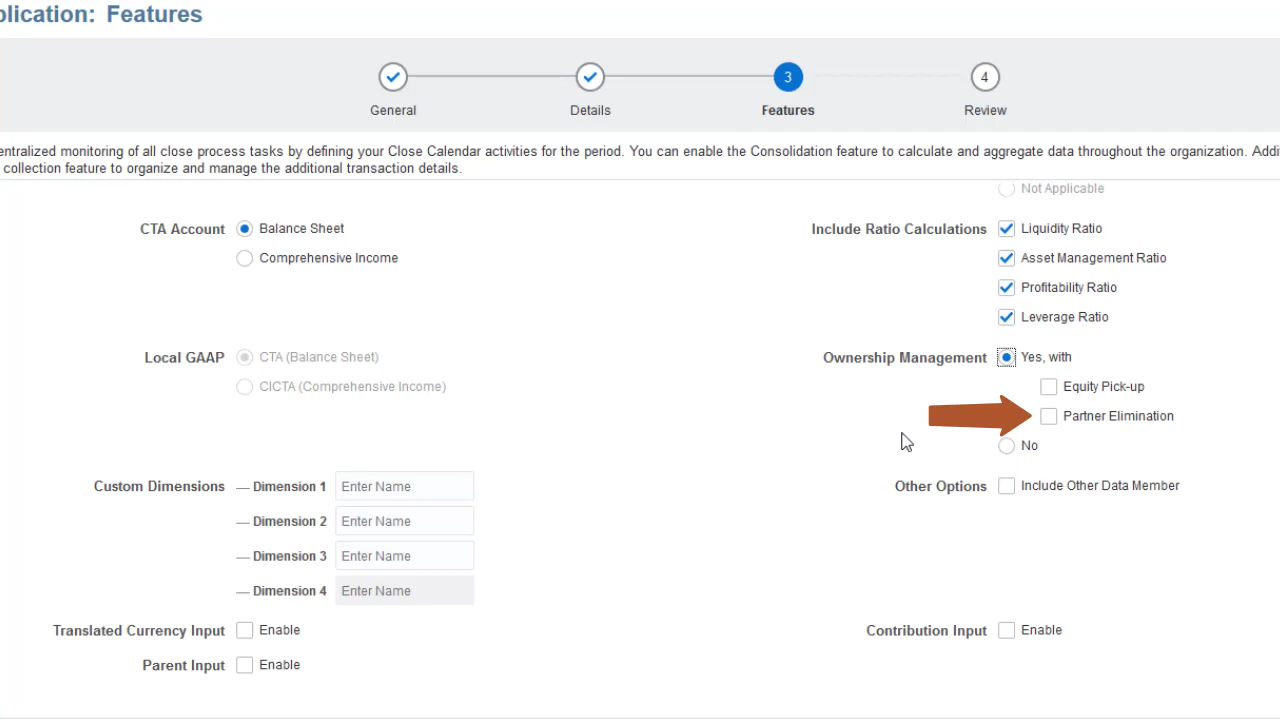 plication: Features
3
4
General
Details
Features
Review
entralized monitoring of all close process tasks by defining your Close Calendar activities for the period. You can enable the Consolidation feature to calculate and aggregate data throughout the organization. Addi
collection feature to organize and manage the additional transaction details.
Not Applicable
CTA Account
Balance Sheet
Comprehensive Income
Include Ratio Calculations
Liquidity Ratio
Asset Management Ratio
Profitability Ratio
Leverage Ratio
Local GAAP
CTA (Balance Sheet)
CICTA (Comprehensive Income)
Ownership Management
Yes, with
Equity Pick-up
Partner Elimination
No
Custom Dimensions
Dimension 1 Enter Name
Dimension 2 Enter Name
Dimension 3 Enter Name
Dimension 4 Enter Name
Other Options
Include Other Data Member
Translated Currency Input Enable
Contribution Input Enable
Parent Input Enable